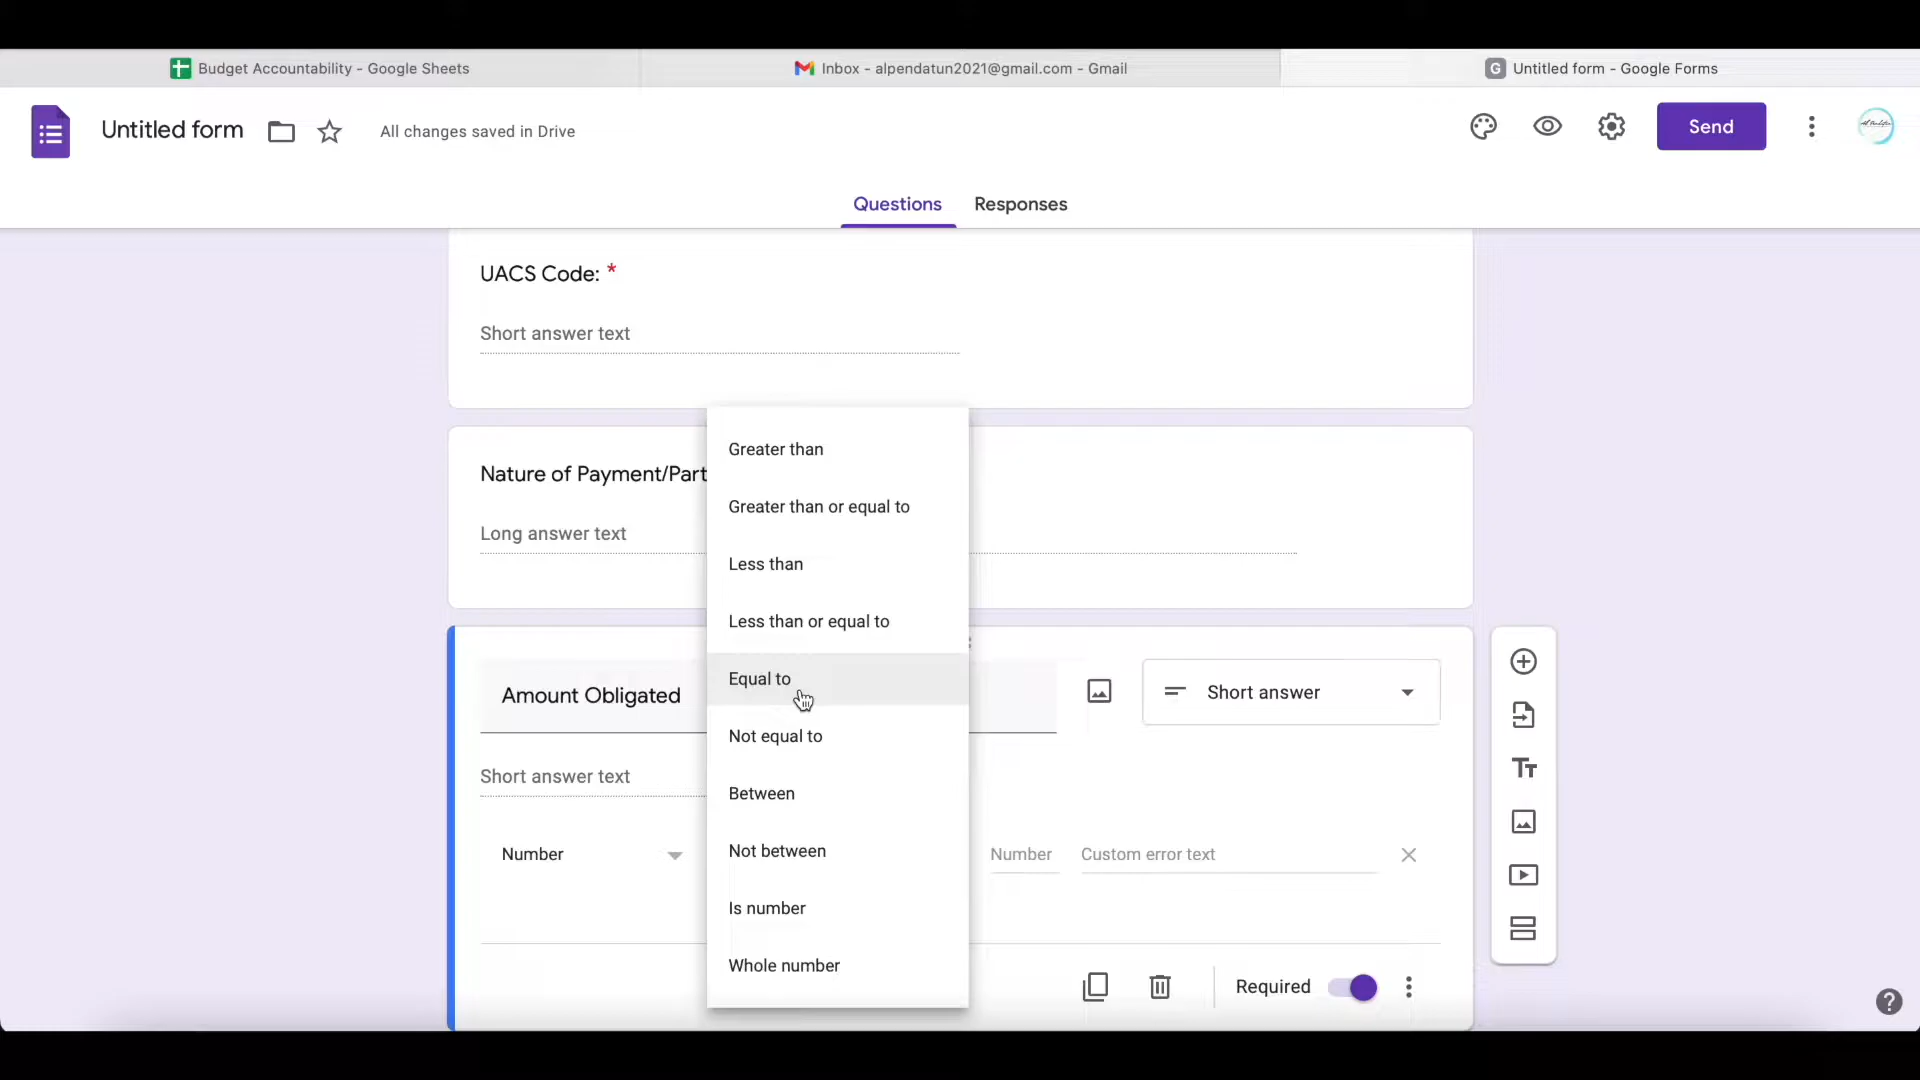 Budget Accountability - Google Sheets
Inbox - alpendatun2021@gmail.com - Gmail
G
Untitled form - Google Forms
Untitled form
All changes saved in Drive
Send
Questions
Responses
UACS Code: *
Short answer text
Nature of Payment/Part
Long answer text
Greater than
Greater than or equal to
Less than
Less than or equal to
Equal to
Not equal to
Between
Not between
Is number
Whole number
Amount Obligated
Short answer
Short answer text
Number
Number
Custom error text
Required